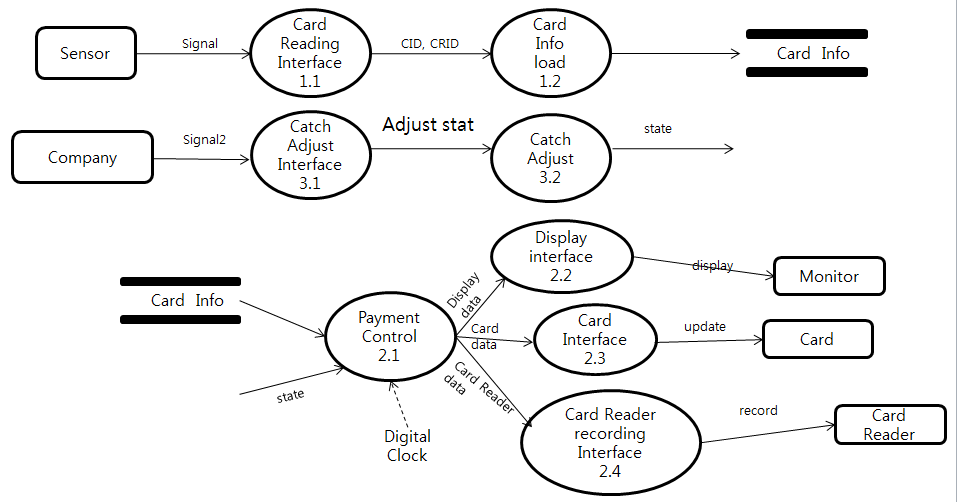 Sensor
Signal
Card
Reading
Interface
1.1
CID, CRID
Card
Info
load
1.2
Card Info
Company
Signal2
Catch
Adjust
Interface
3.1
Adjust stat
Catch
Adjust
3.2
state
Card Info
state
Payment
Control
2.1
Digital
Clock
Display
data
Display
interface
2.2
display
Monitor
Card
data
Card
Interface
2.3
update
Card
Card Reader
data
Card Reader
recording
Interface
2.4
record
Card
Reader